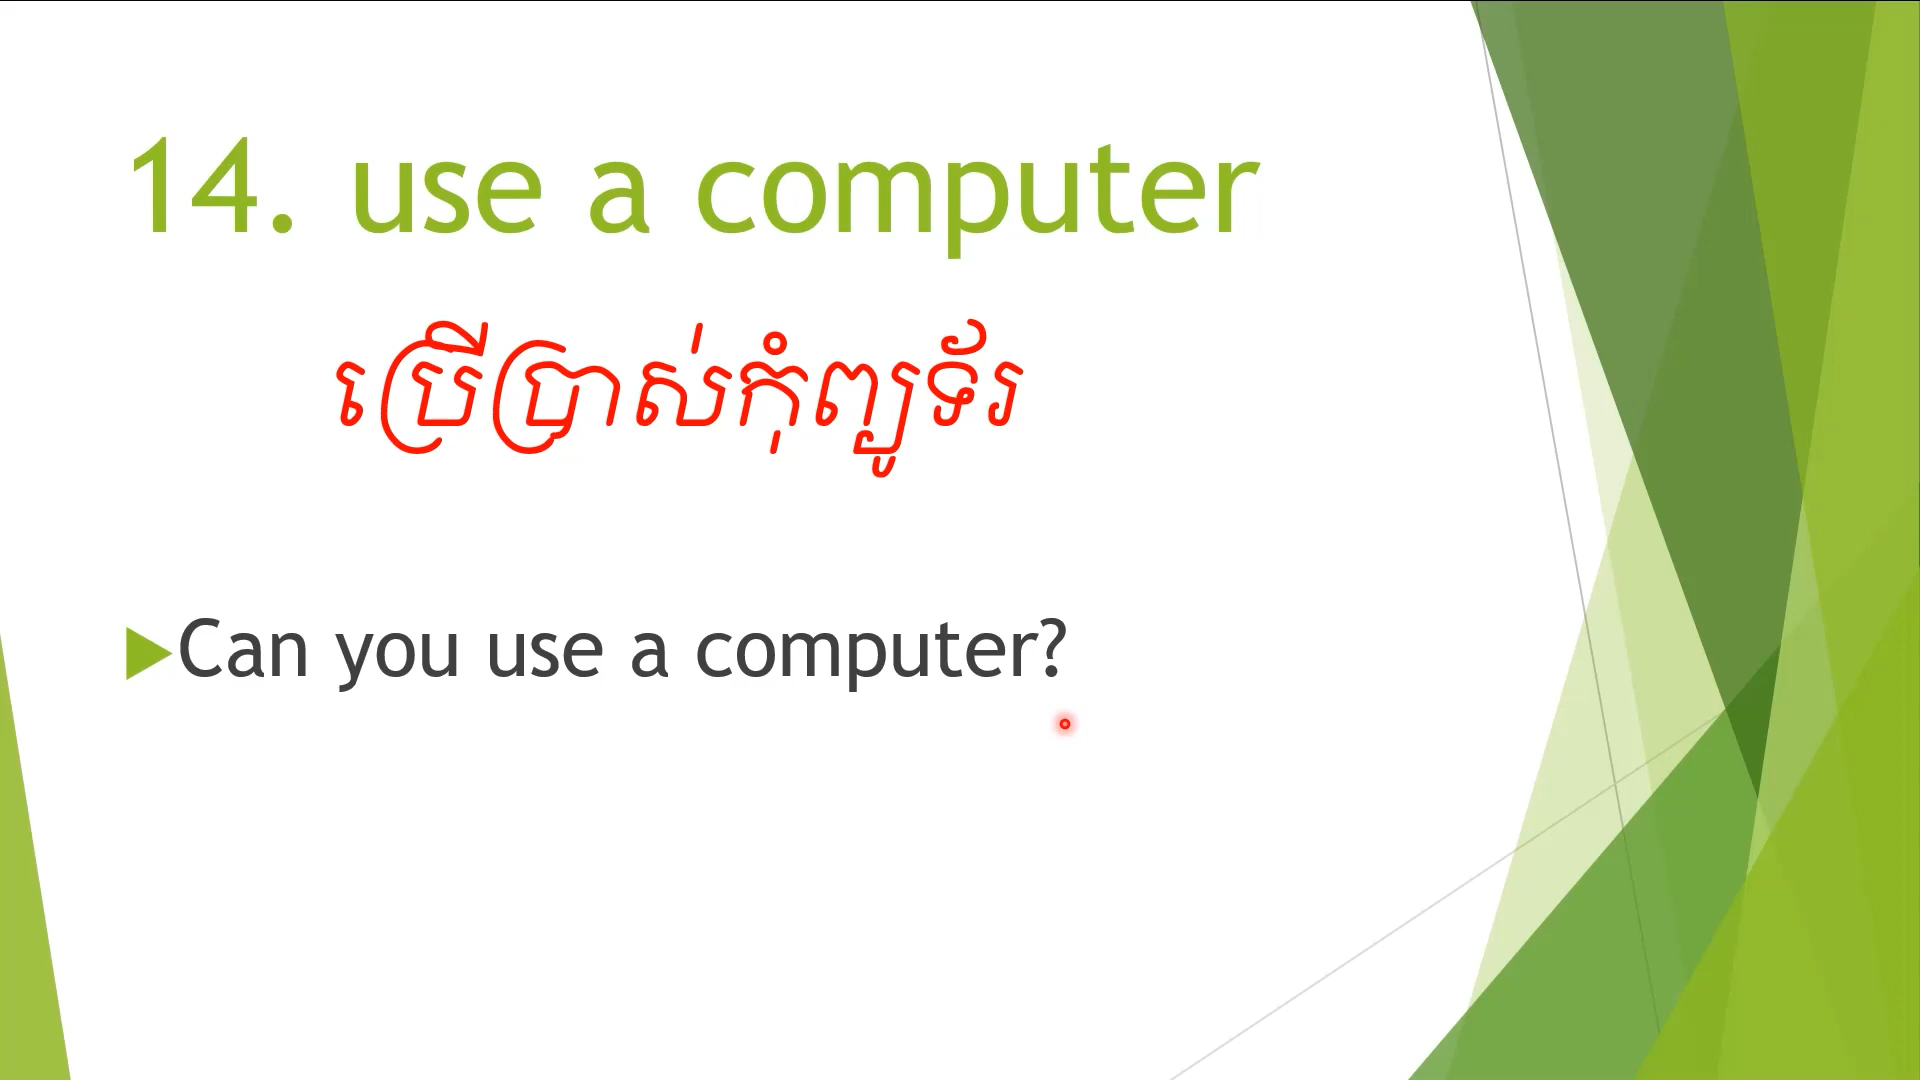 14. use a computer
ប្រើប្រាស់កុំព្យូទ័រ
Can you use a computer?